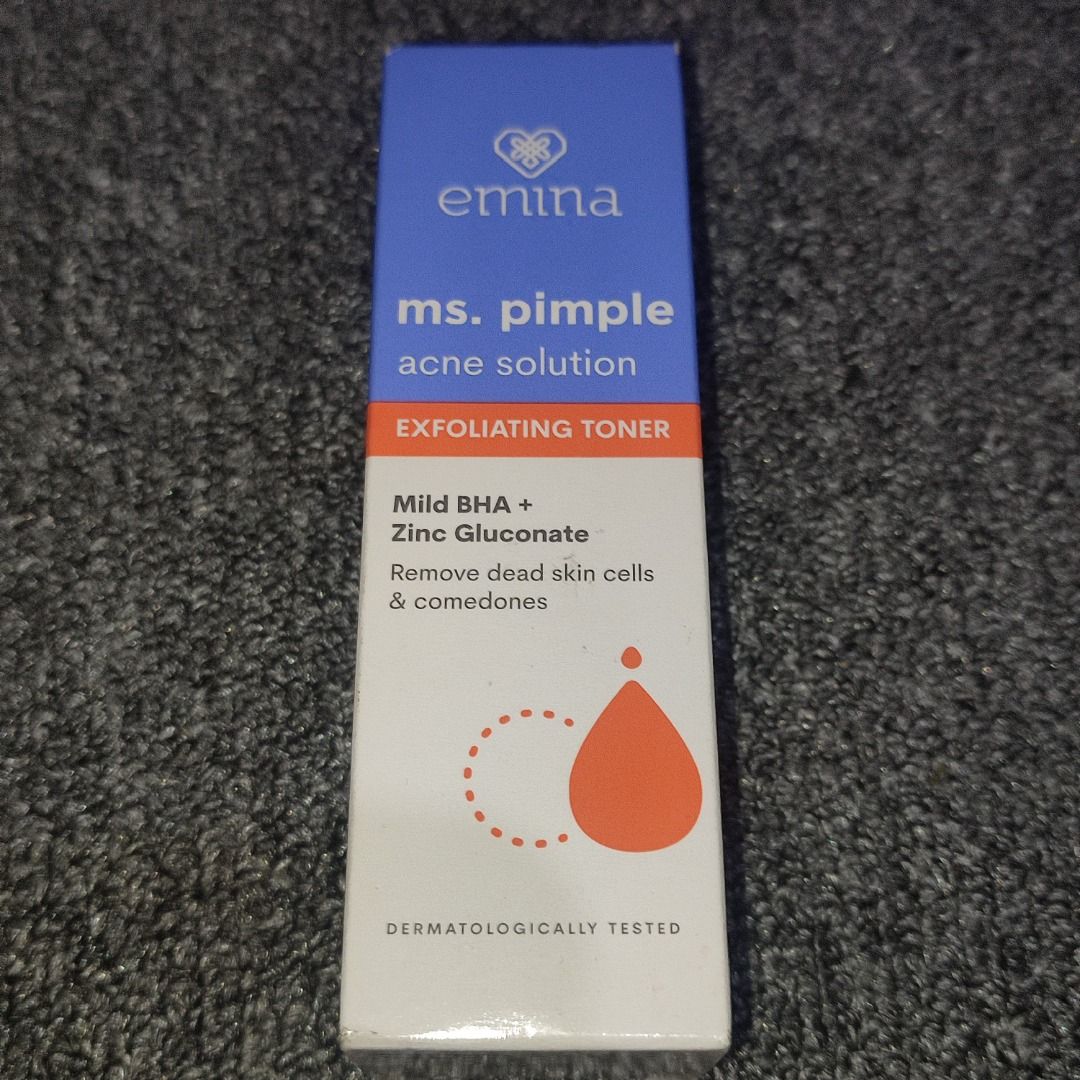 emina
ms. pimple
acne solution
EXFOLIATING TONER
Mild BHA +
Zinc Gluconate
Remove dead skin cells
& comedones
DERMATOLOGICALLY TESTED